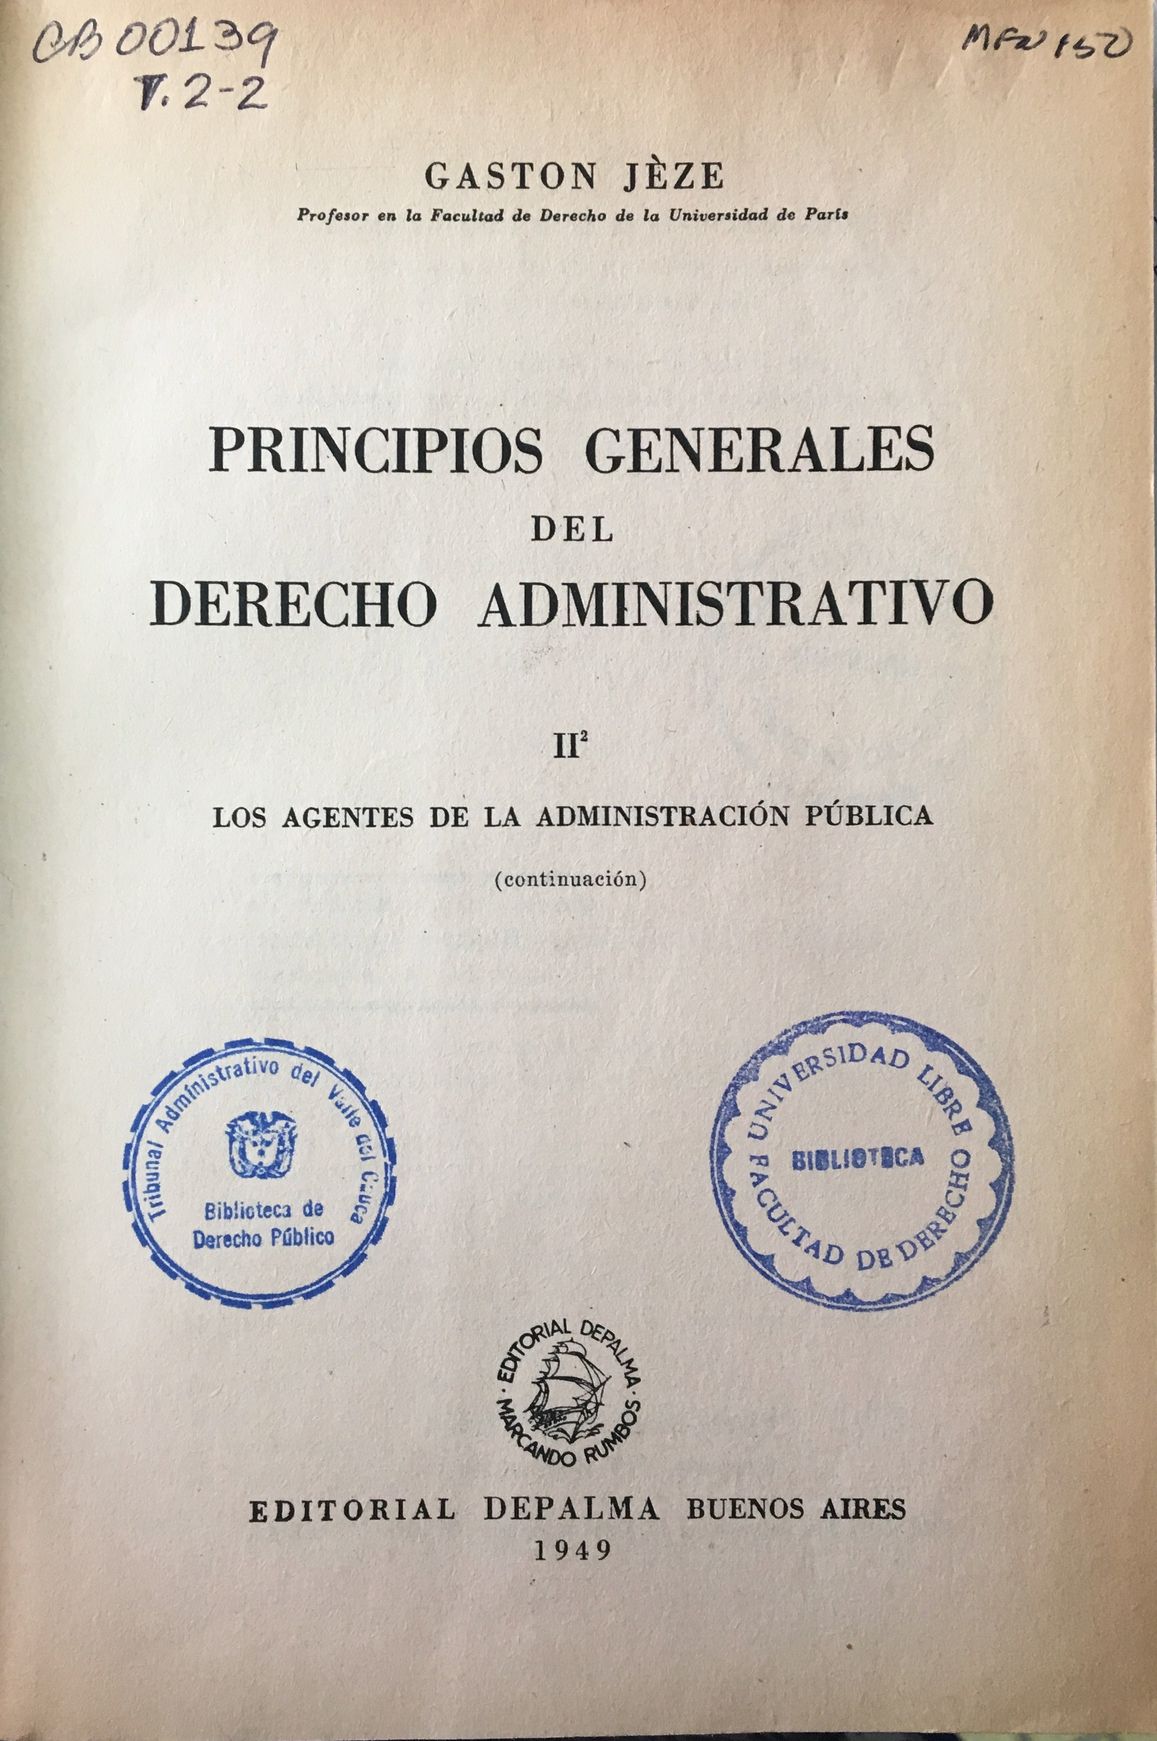 CB 00139
T. 2-2
MFN 150
GASTON JÈZE
Profesor en la Facultad de Derecho de la Universidad de París
PRINCIPIOS GENERALES
DEL
DERECHO ADMINISTRATIVO
II²
LOS AGENTES DE LA ADMINISTRACIÓN PÚBLICA
(continuación)
Tribunal Administrativo del Valle del Cauca
Biblioteca de
Derecho Público
UNIVERSIDAD LIBRE
BIBLIOTECA
FACULTAD DE DERECHO
· EDITORIAL DEPALMA ·
MARCANDO RUMBOS
EDITORIAL DEPALMA BUENOS AIRES
1949